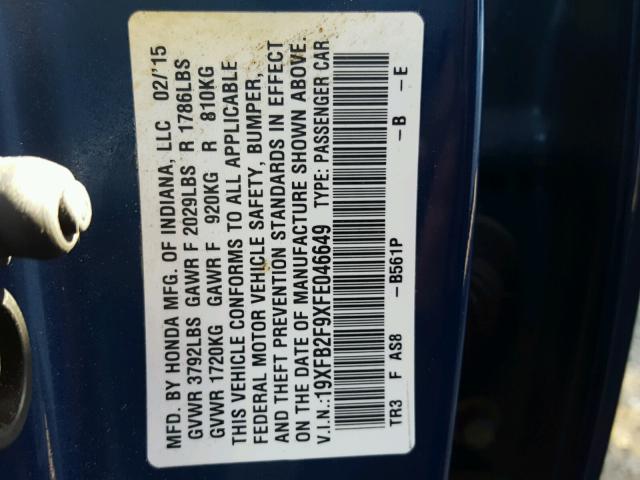 MFD. BY HONDA MFG. OF INDIANA, LLC 02/'15
GVWR 3792LBS GAWR F 2029LBS R 1786LBS
GVWR 1720KG GAWR F 920KG R 810KG
THIS VEHICLE CONFORMS TO ALL APPLICABLE
FEDERAL MOTOR VEHICLE SAFETY, BUMPER,
AND THEFT PREVENTION STANDARDS IN EFFECT
ON THE DATE OF MANUFACTURE SHOWN ABOVE.
V.I.N.:19XFB2F9XFE046649 TYPE: PASSENGER CAR
TR3 F AS8 -B561P -B -E